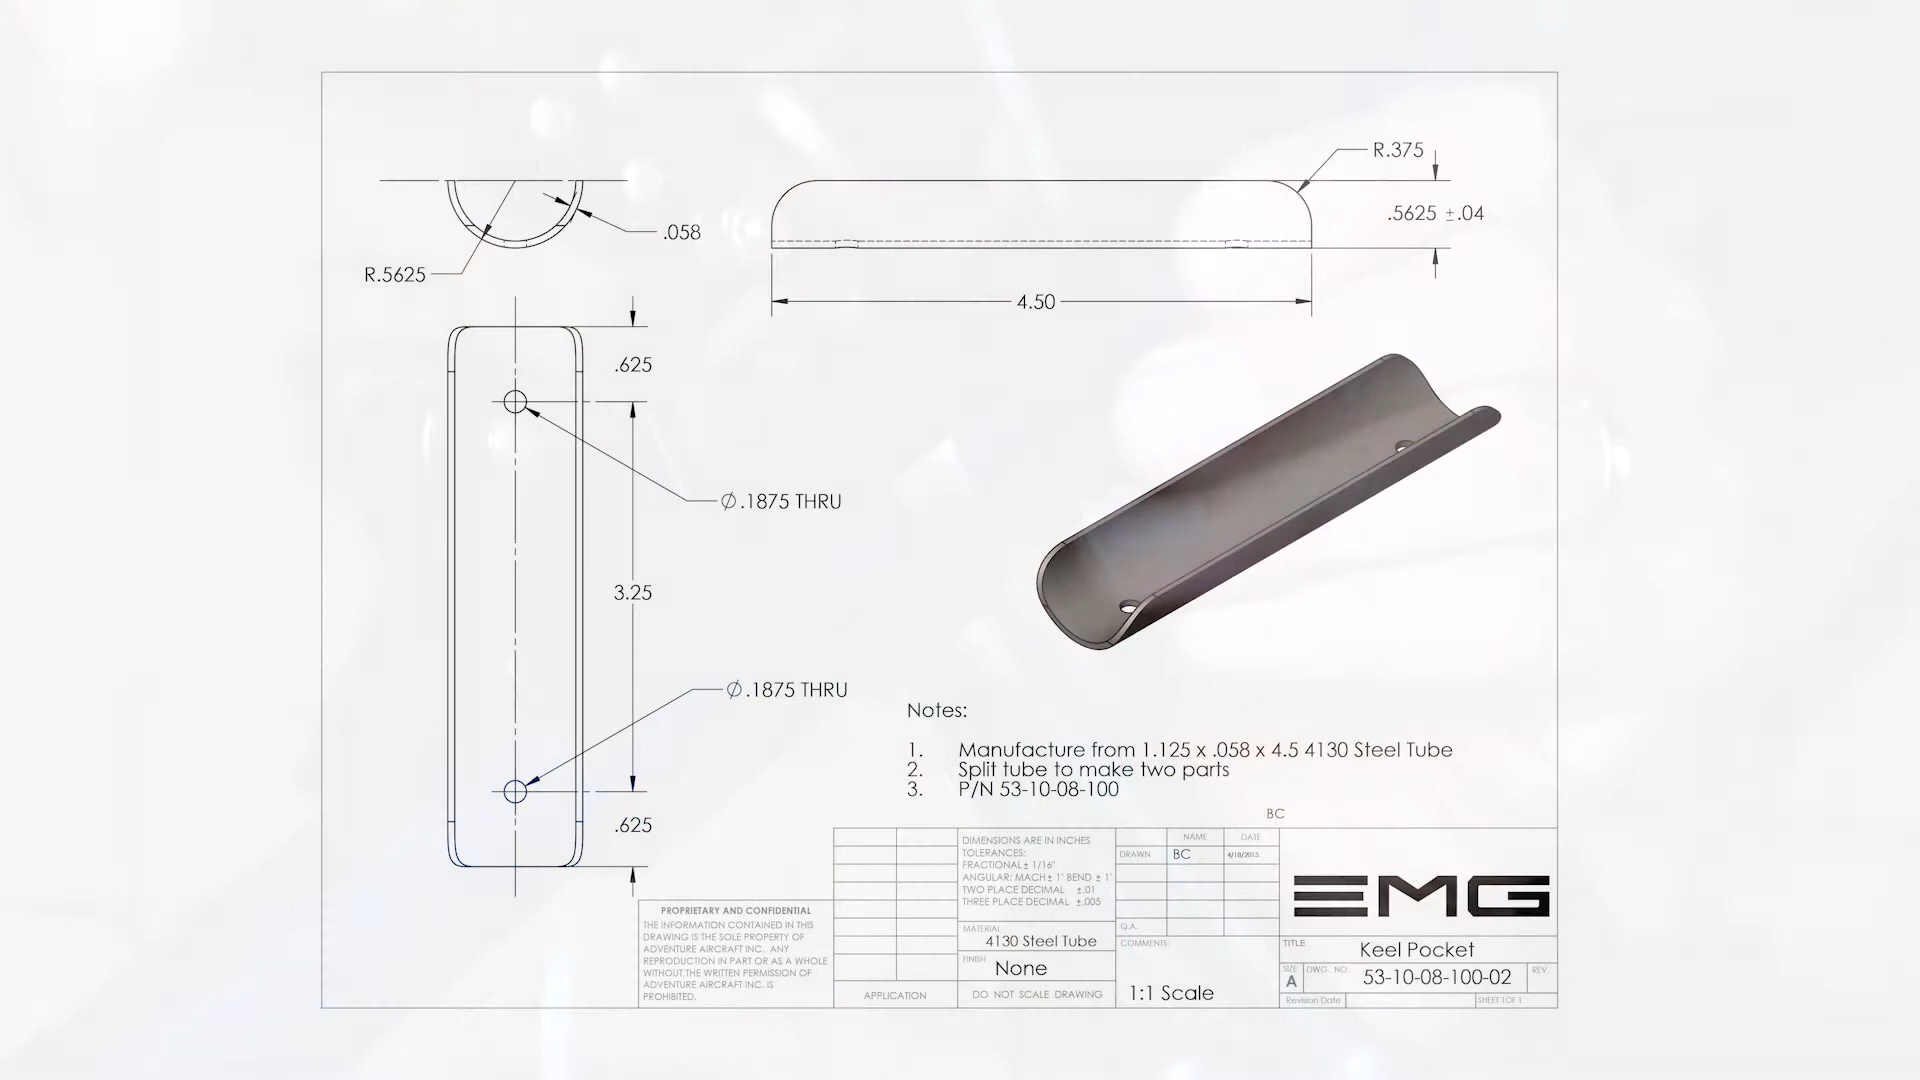 R.375
.5625 ±.04
.058
R.5625
4.50
.625
Ø.1875 THRU
3.25
Ø.1875 THRU
.625
Notes:
1. Manufacture from 1.125 x .058 x 4.5 4130 Steel Tube
2. Split tube to make two parts
3. P/N 53-10-08-100
BC
PROPRIETARY AND CONFIDENTIAL
THE INFORMATION CONTAINED IN THIS
DRAWING IS THE SOLE PROPERTY OF
ADVENTURE AIRCRAFT INC. ANY
REPRODUCTION IN PART OR AS A WHOLE
WITHOUT THE WRITTEN PERMISSION OF
ADVENTURE AIRCRAFT INC. IS
PROHIBITED.
APPLICATION
DIMENSIONS ARE IN INCHES
TOLERANCES:
FRACTIONAL± 1/16"
ANGULAR: MACH± 1° BEND ± 1°
TWO PLACE DECIMAL ±.01
THREE PLACE DECIMAL ±.005
MATERIAL
4130 Steel Tube
FINISH
None
DO NOT SCALE DRAWING
NAME DATE
DRAWN BC 4/18/2015
Q.A.
COMMENTS:
1:1 Scale
EMG
TITLE
Keel Pocket
SIZE DWG. NO. REV.
A 53-10-08-100-02
Revision Date SHEET 1 OF 1